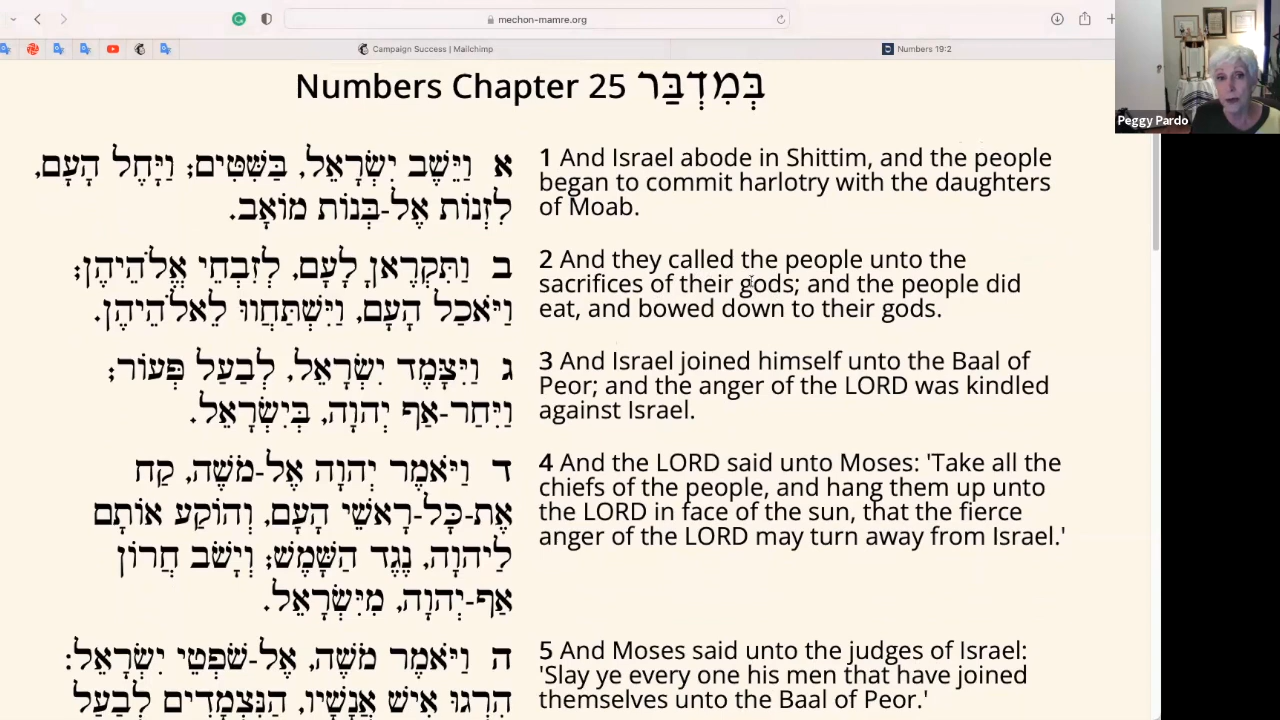 mechon-mamre.org
Campaign Success | Mailchimp
Numbers 19:2
Peggy Pardo
Numbers Chapter 25 בְּמִדְבַּר
א וַיֵּשֶׁב יִשְׂרָאֵל, בַּשִּׁטִּים; וַיָּחֶל הָעָם,
לִזְנוֹת אֶל-בְּנוֹת מוֹאָב.
1 And Israel abode in Shittim, and the people
began to commit harlotry with the daughters
of Moab.
ב וַתִּקְרֶאןָ לָעָם, לְזִבְחֵי אֱלֹהֵיהֶן;
וַיֹּאכַל הָעָם, וַיִּשְׁתַּחֲווּ לֵאלֹהֵיהֶן.
2 And they called the people unto the
sacrifices of their gods; and the people did
eat, and bowed down to their gods.
ג וַיִּצָּמֶד יִשְׂרָאֵל, לְבַעַל פְּעוֹר;
וַיִּחַר-אַף יְהוָה, בְּיִשְׂרָאֵל.
3 And Israel joined himself unto the Baal of
Peor; and the anger of the LORD was kindled
against Israel.
ד וַיֹּאמֶר יְהוָה אֶל-מֹשֶׁה, קַח
אֶת-כָּל-רָאשֵׁי הָעָם, וְהוֹקַע אוֹתָם
לַיהוָה, נֶגֶד הַשָּׁמֶשׁ; וְיָשֹׁב חֲרוֹן
אַף-יְהוָה, מִיִּשְׂרָאֵל.
4 And the LORD said unto Moses: 'Take all the
chiefs of the people, and hang them up unto
the LORD in face of the sun, that the fierce
anger of the LORD may turn away from Israel.'
ה וַיֹּאמֶר מֹשֶׁה, אֶל-שֹׁפְטֵי יִשְׂרָאֵל:
הִרְגוּ אִישׁ אֲנָשָׁיו, הַנִּצְמָדִים לְבַעַל
5 And Moses said unto the judges of Israel:
'Slay ye every one his men that have joined
themselves unto the Baal of Peor.'